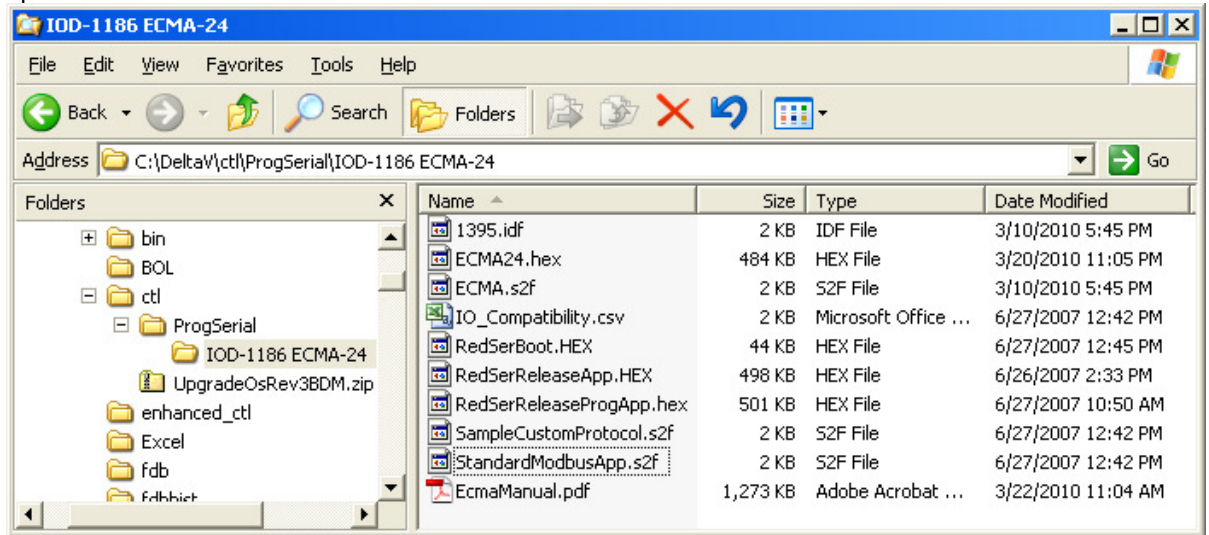 IOD-1186 ECMA-24
File Edit View Favorites Tools Help
Back Search Folders
Address C:\DeltaV\ctl\ProgSerial\IOD-1186 ECMA-24 Go
Folders x Name Size Type Date Modified
bin 1395.idf 2 KB IDF File 3/10/2010 5:45 PM
BOL ECMA24.hex 484 KB HEX File 3/20/2010 11:05 PM
ctl ECMA.s2f 2 KB S2F File 3/10/2010 5:45 PM
ProgSerial IO_Compatibility.csv 2 KB Microsoft Office ... 6/27/2007 12:42 PM
IOD-1186 ECMA-24 RedSerBoot.HEX 44 KB HEX File 6/27/2007 12:45 PM
UpgradeOsRev3BDM.zip RedSerReleaseApp.HEX 498 KB HEX File 6/26/2007 2:33 PM
enhanced_ctl RedSerReleaseProgApp.hex 501 KB HEX File 6/27/2007 10:50 AM
Excel SampleCustomProtocol.s2f 2 KB S2F File 6/27/2007 12:42 PM
fdb StandardModbusApp.s2f 2 KB S2F File 6/27/2007 12:42 PM
EcmaManual.pdf 1,273 KB Adobe Acrobat ... 3/22/2010 11:04 AM